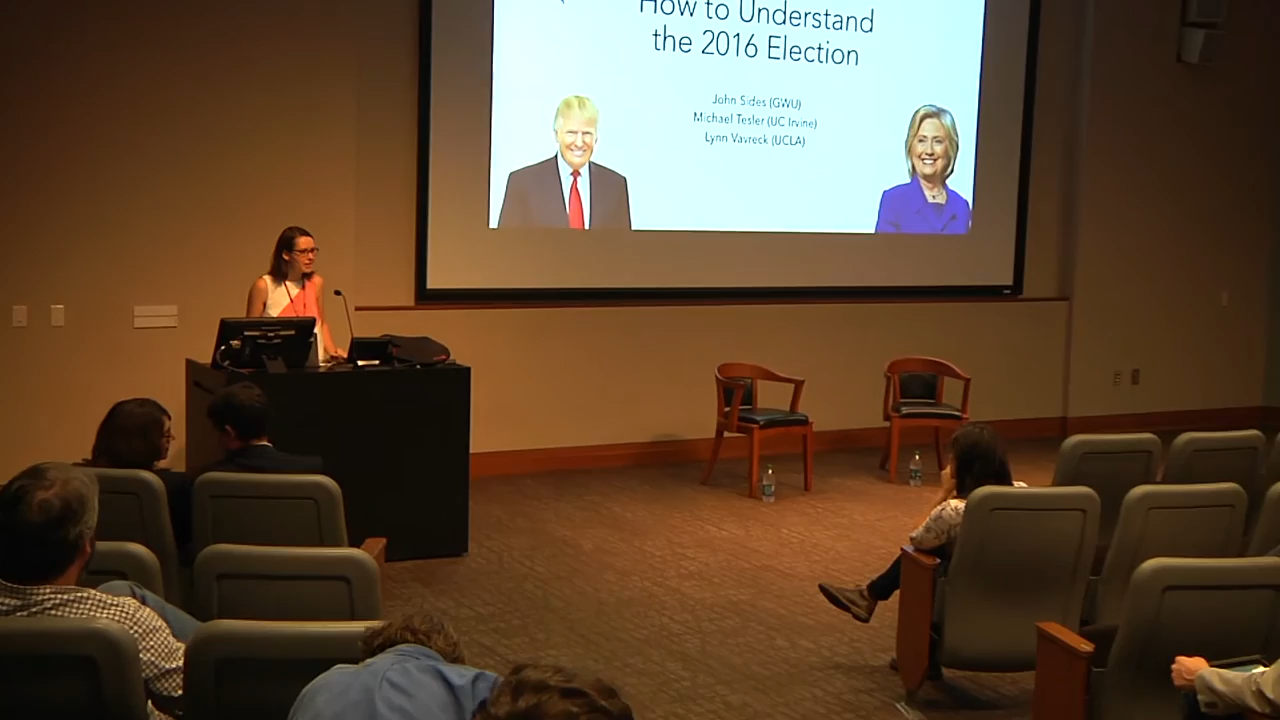 How to Understand
the 2016 Election
John Sides (GWU)
Michael Tesler (UC Irvine)
Lynn Vavreck (UCLA)